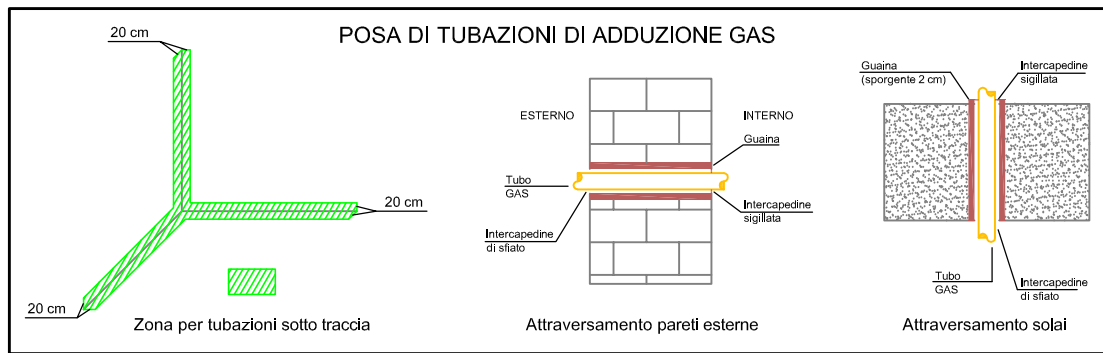 POSA DI TUBAZIONI DI ADDUZIONE GAS
20 cm
20 cm
20 cm
Zona per tubazioni sotto traccia
ESTERNO
INTERNO
Guaina
Tubo
GAS
Intercapedine
sigillata
Intercapedine
di sfiato
Attraversamento pareti esterne
Guaina
(sporgente 2 cm)
Intercapedine
sigillata
Tubo
GAS
Intercapedine
di sfiato
Attraversamento solai